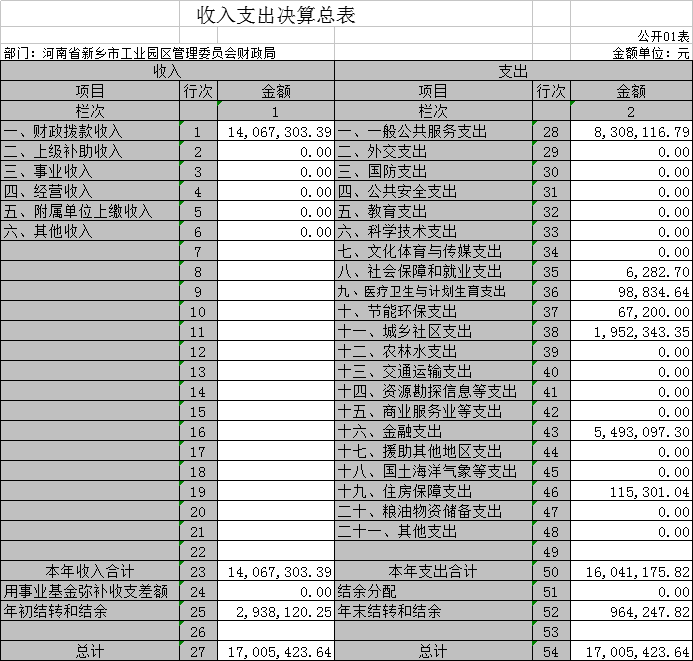 收入支出决算总表
公开01表
部门：河南省新乡市工业园区管理委员会财政局 金额单位：元
收入 支出
项目 行次 金额 项目 行次 金额
栏次 1 栏次 2
一、财政拨款收入 1 14,067,303.39 一、一般公共服务支出 28 8,308,116.79
二、上级补助收入 2 0.00 二、外交支出 29 0.00
三、事业收入 3 0.00 三、国防支出 30 0.00
四、经营收入 4 0.00 四、公共安全支出 31 0.00
五、附属单位上缴收入 5 0.00 五、教育支出 32 0.00
六、其他收入 6 0.00 六、科学技术支出 33 0.00
7 七、文化体育与传媒支出 34 0.00
8 八、社会保障和就业支出 35 6,282.70
9 九、医疗卫生与计划生育支出 36 98,834.64
10 十、节能环保支出 37 67,200.00
11 十一、城乡社区支出 38 1,952,343.35
12 十二、农林水支出 39 0.00
13 十三、交通运输支出 40 0.00
14 十四、资源勘探信息等支出 41 0.00
15 十五、商业服务业等支出 42 0.00
16 十六、金融支出 43 5,493,097.30
17 十七、援助其他地区支出 44 0.00
18 十八、国土海洋气象等支出 45 0.00
19 十九、住房保障支出 46 115,301.04
20 二十、粮油物资储备支出 47 0.00
21 二十一、其他支出 48 0.00
22 49
本年收入合计 23 14,067,303.39 本年支出合计 50 16,041,175.82
用事业基金弥补收支差额 24 0.00 结余分配 51 0.00
年初结转和结余 25 2,938,120.25 年末结转和结余 52 964,247.82
26 53
总计 27 17,005,423.64 总计 54 17,005,423.64